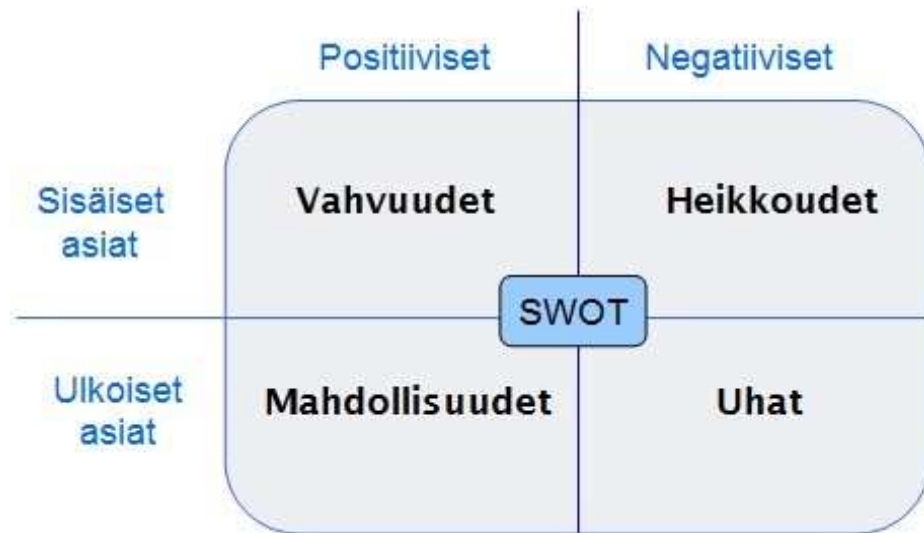 Positiiviset
Negatiiviset
Sisäiset
asiat
Vahvuudet
Heikkoudet
SWOT
Ulkoiset
asiat
Mahdollisuudet
Uhat